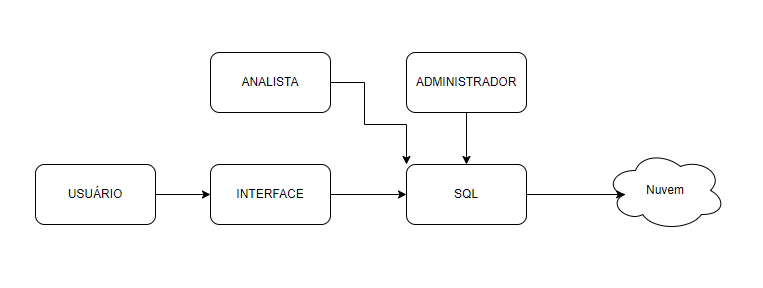 ANALISTA
ADMINISTRADOR
USUÁRIO
INTERFACE
SQL
Nuvem